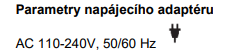 Parametry napájecího adaptéru
AC 110-240V, 50/60 Hz